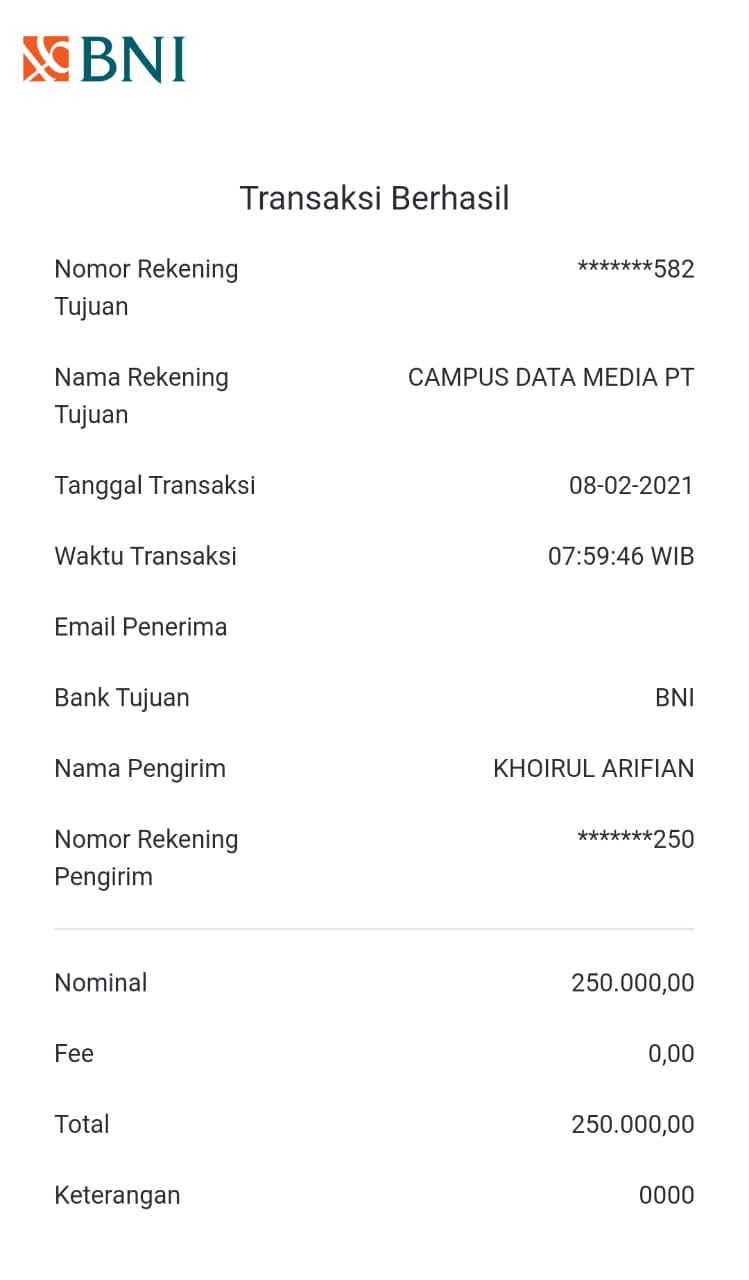 BNI
Transaksi Berhasil
Nomor Rekening Tujuan *******582
Nama Rekening Tujuan CAMPUS DATA MEDIA PT
Tanggal Transaksi 08-02-2021
Waktu Transaksi 07:59:46 WIB
Email Penerima
Bank Tujuan BNI
Nama Pengirim KHOIRUL ARIFIAN
Nomor Rekening Pengirim *******250
Nominal 250.000,00
Fee 0,00
Total 250.000,00
Keterangan 0000